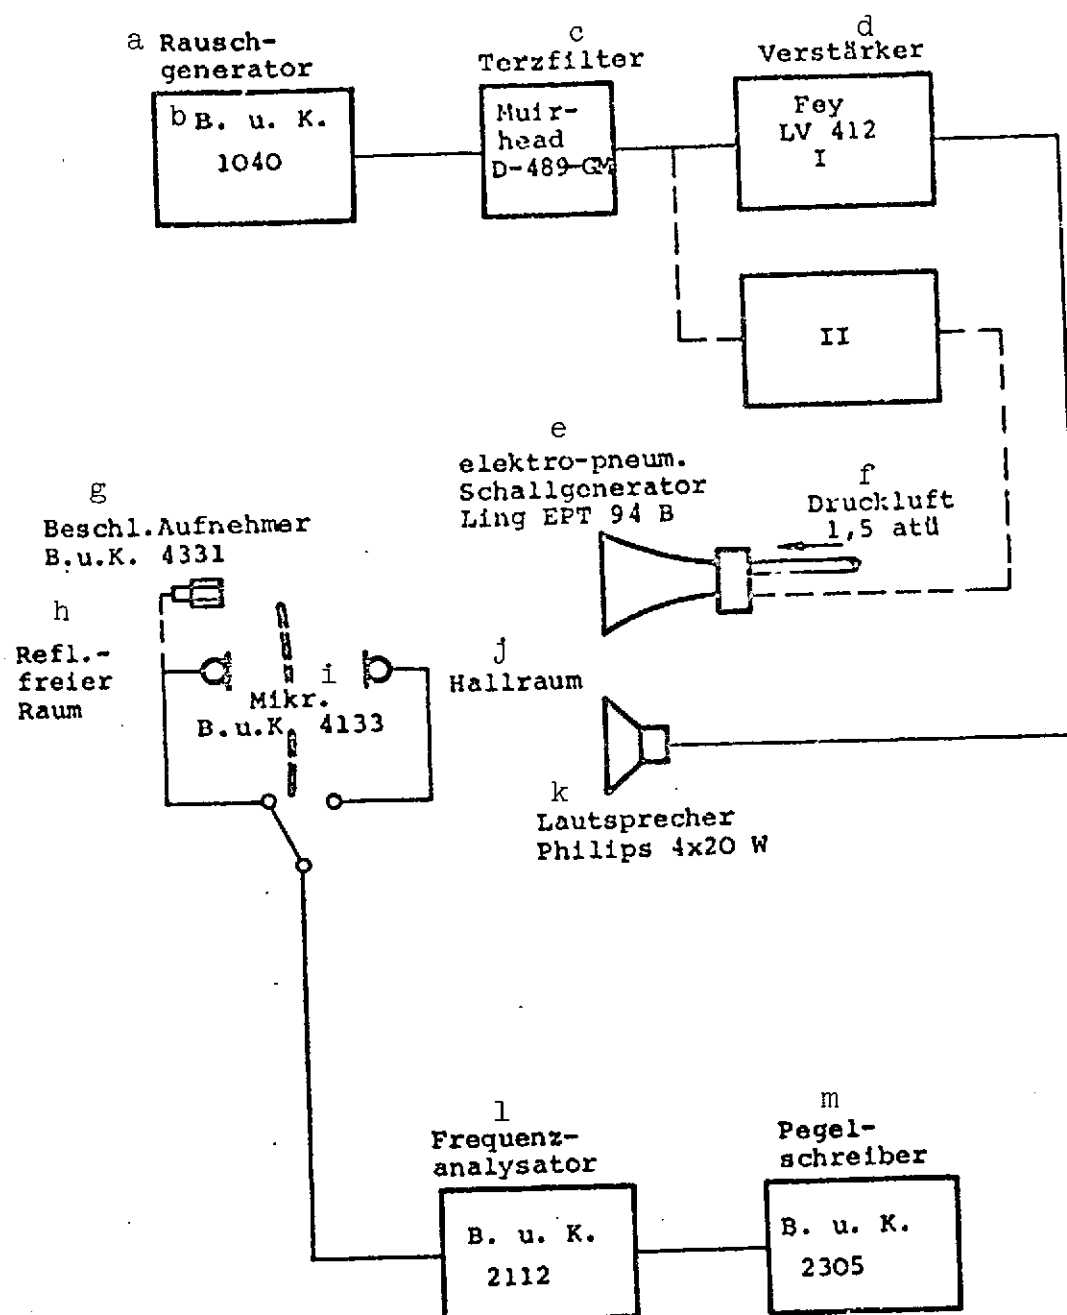 a Rausch-
generator
b B. u. K.
1040
c
Terzfilter
Muir-
head
D-489-GM
d
Verstärker
Fey
LV 412
I
II
e
elektro-pneum.
Schallgenerator
Ling EPT 94 B
f
Druckluft
1,5 atü
g
Beschl.Aufnehmer
B.u.K. 4331
h
Refl.-
freier
Raum
i
Mikr.
B.u.K. 4133
j
Hallraum
k
Lautsprecher
Philips 4x20 W
l
Frequenz-
analysator
B. u. K.
2112
m
Pegel-
schreiber
B. u. K.
2305